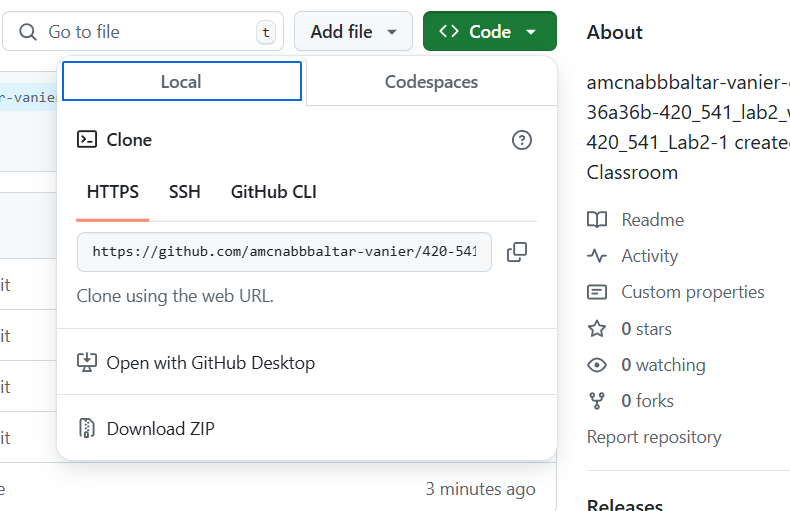 Go to file
t
Add file
Code
About
Local
Codespaces
amcnabbbaltar-vanier-
r-vanier
36a36b-420_541_lab2_
420_541_Lab2-1 create
Classroom
Clone
HTTPS
SSH
GitHub CLI
Readme
https://github.com/amcnabbbaltar-vanier/420-541
Activity
it
Clone using the web URL.
Custom properties
it
0 stars
Open with GitHub Desktop
0 watching
it
0 forks
it
Download ZIP
Report repository
e
3 minutes ago
Releases